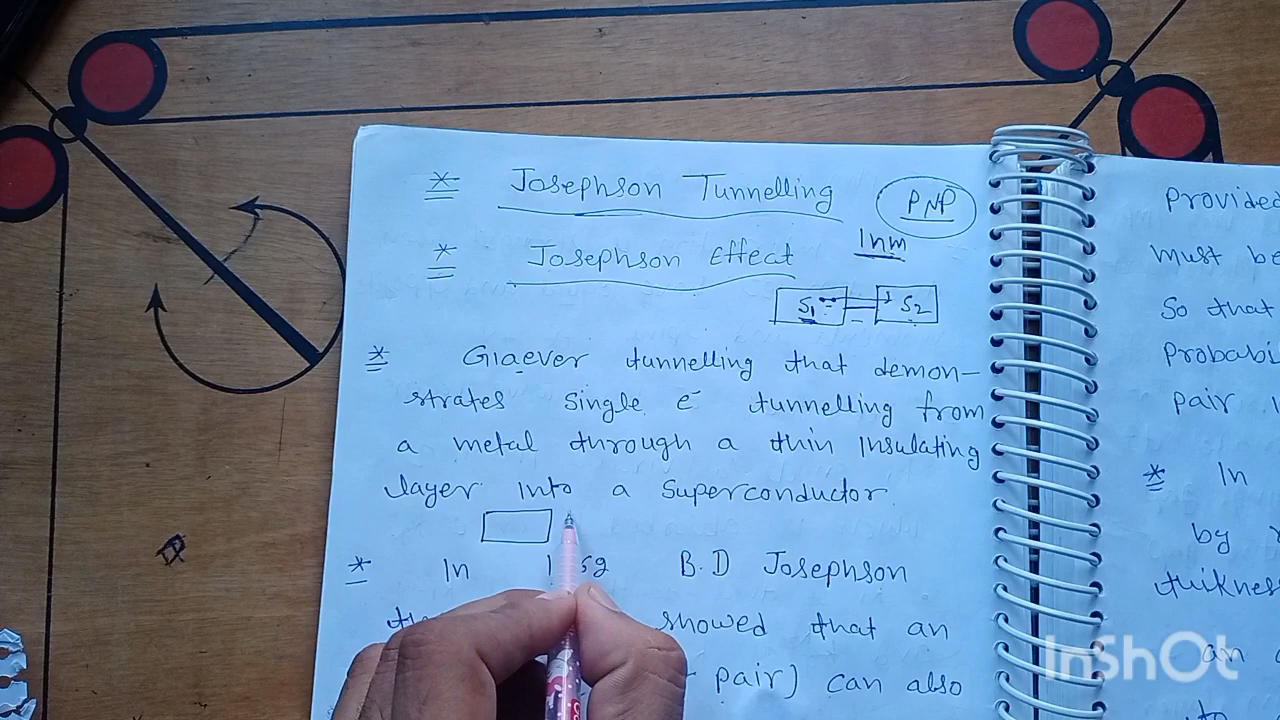 * Josephson Tunnelling
PNP
* Josephson Effect
1nm
S1 S2
* Giaever tunnelling that demon-
strates single e- tunnelling from
a metal through a thin insulating
layer into a superconductor.
* In B.D Josephson
showed that an
pair) can also
Provided
must be
So that
Probabi
pair
* In
by
thikness
an
InShOt